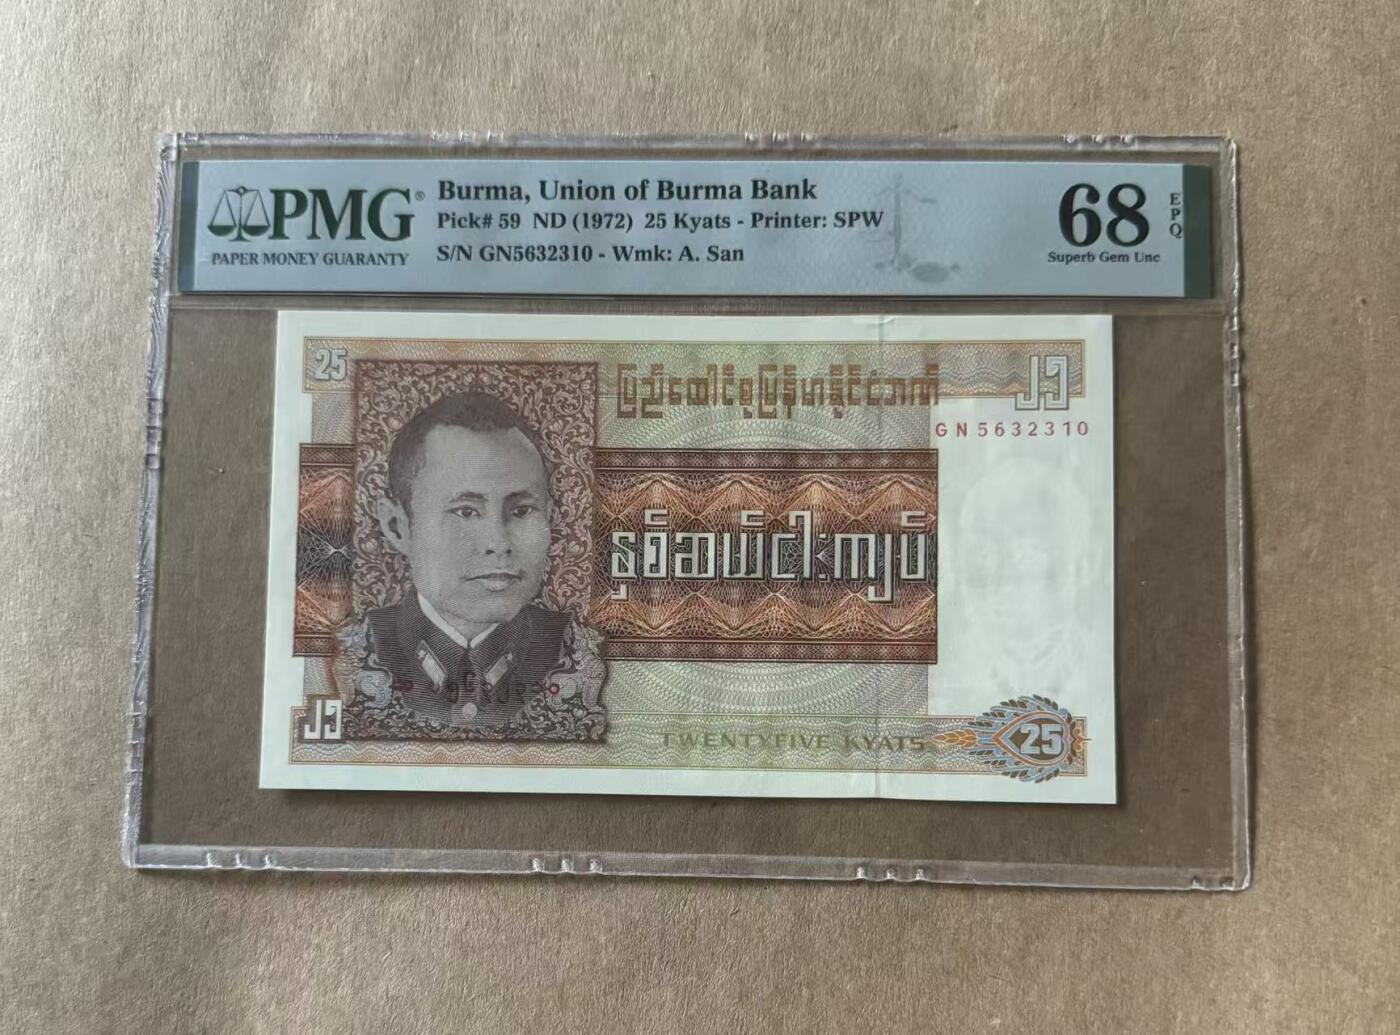 PMG®
PAPER MONEY GUARANTY
Burma, Union of Burma Bank
Pick# 59 ND (1972) 25 Kyats - Printer: SPW
S/N GN5632310 - Wmk: A. San
68
EPQ
Superb Gem Unc
25
ပြည်ထောင်စုမြန်မာနိုင်ငံဘဏ်
၂၅
GN5632310
နှစ်ဆယ်ငါးကျပ်
၂၅
TWENTYFIVE KYATS
25